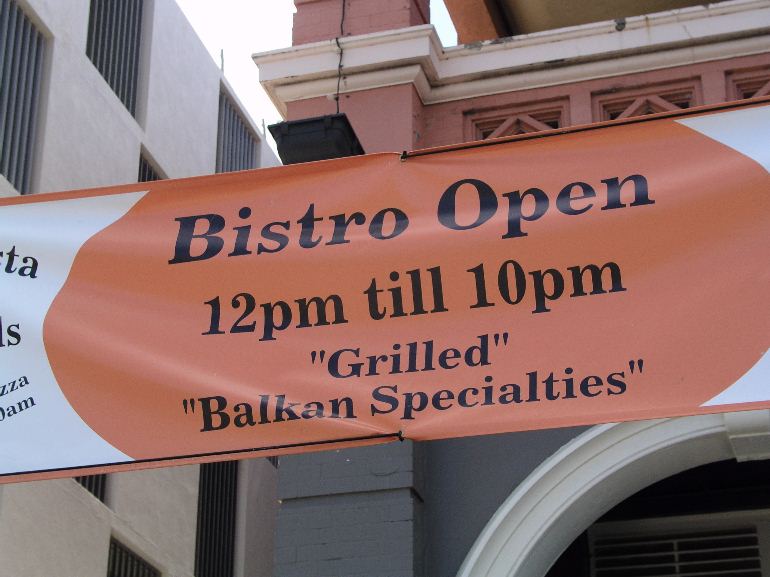 Bistro Open
12pm till 10pm
"Grilled"
"Balkan Specialties"